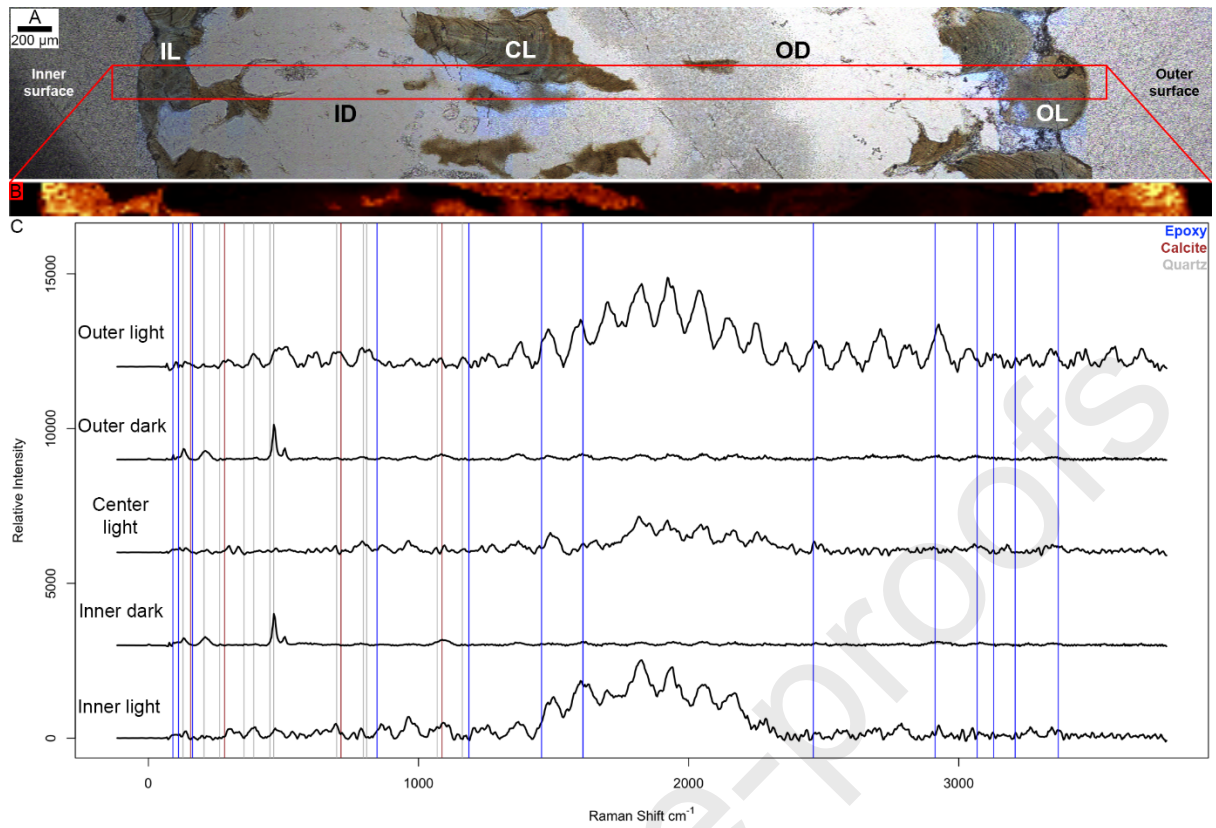 A
200 µm
IL
CL
OD
Inner
surface
ID
OL
Outer
surface
B
C
Epoxy
Calcite
Quartz
15000
10000
5000
0
Relative Intensity
Outer light
Outer dark
Center
light
Inner dark
Inner light
0
1000
2000
3000
Raman Shift cm⁻¹
e-proofs